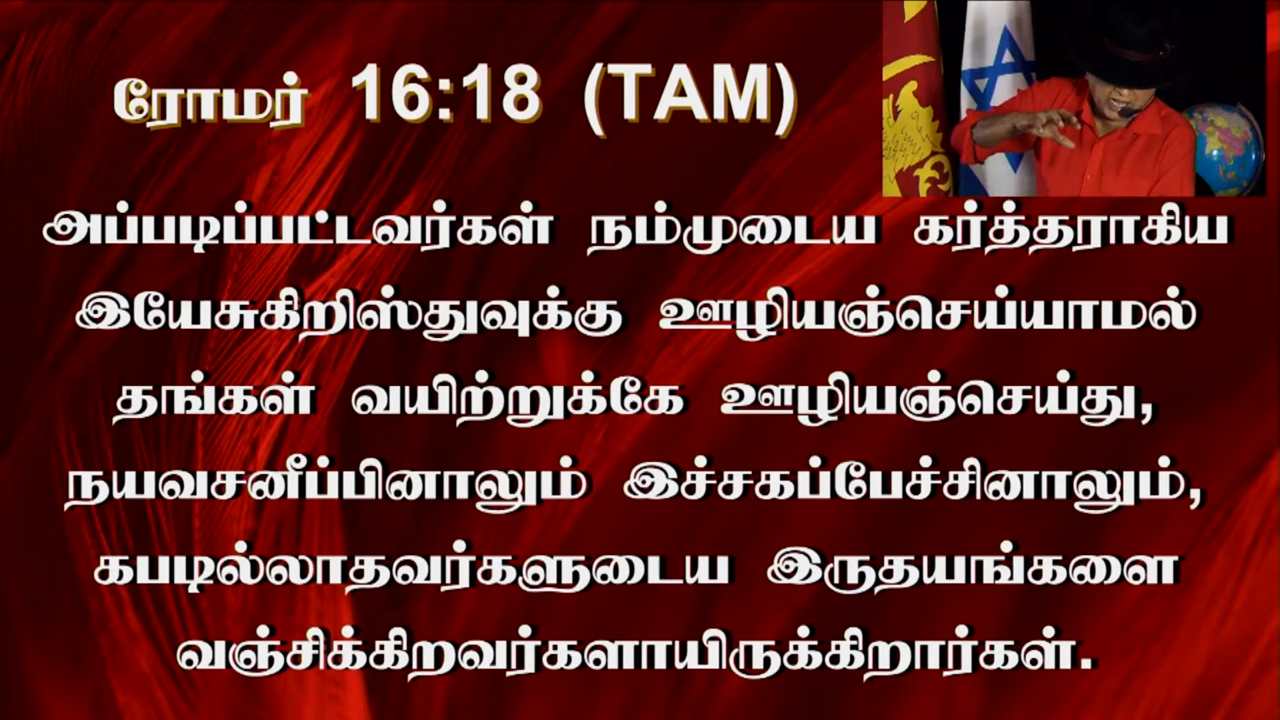 ரோமர் 16:18 (TAM)
அப்படிப்பட்டவர்கள் நம்முடைய கர்த்தராகிய
இயேசுகிறிஸ்துவுக்கு ஊழியஞ்செய்யாமல்
தங்கள் வயிற்றுக்கே ஊழியஞ்செய்து,
நயவசனீப்பினாலும் இச்சகப்பேச்சினாலும்,
கபடில்லாதவர்களுடைய இருதயங்களை
வஞ்சிக்கிறவர்களாயிருக்கிறார்கள்.